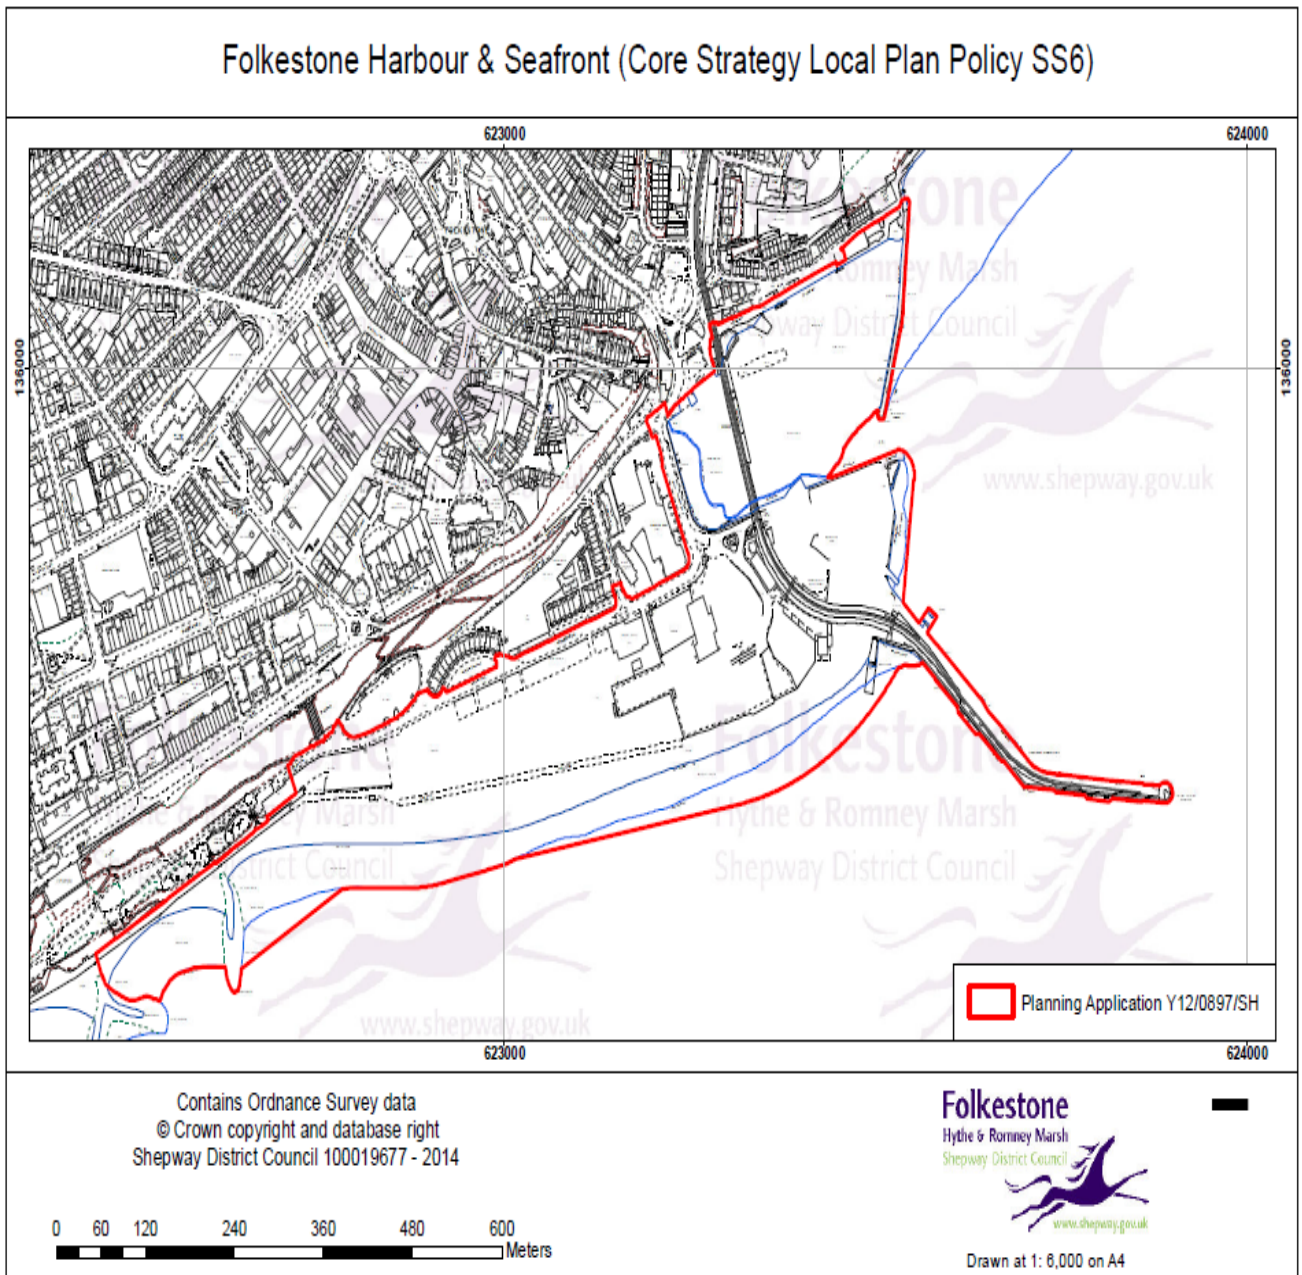 Folkestone Harbour & Seafront (Core Strategy Local Plan Policy SS6)
623000
624000
136000
136000
Folkestone
Hythe & Romney Marsh
Shepway District Council
www.shepway.gov.uk
Folkestone
Hythe & Romney Marsh
Shepway District Council
www.shepway.gov.uk
Planning Application Y12/0897/SH
623000
624000
Contains Ordnance Survey data
© Crown copyright and database right
Shepway District Council 100019677 - 2014
0 60 120 240 360 480 600
Meters
Folkestone
Hythe & Romney Marsh
Shepway District Council
www.shepway.gov.uk
Drawn at 1: 6,000 on A4